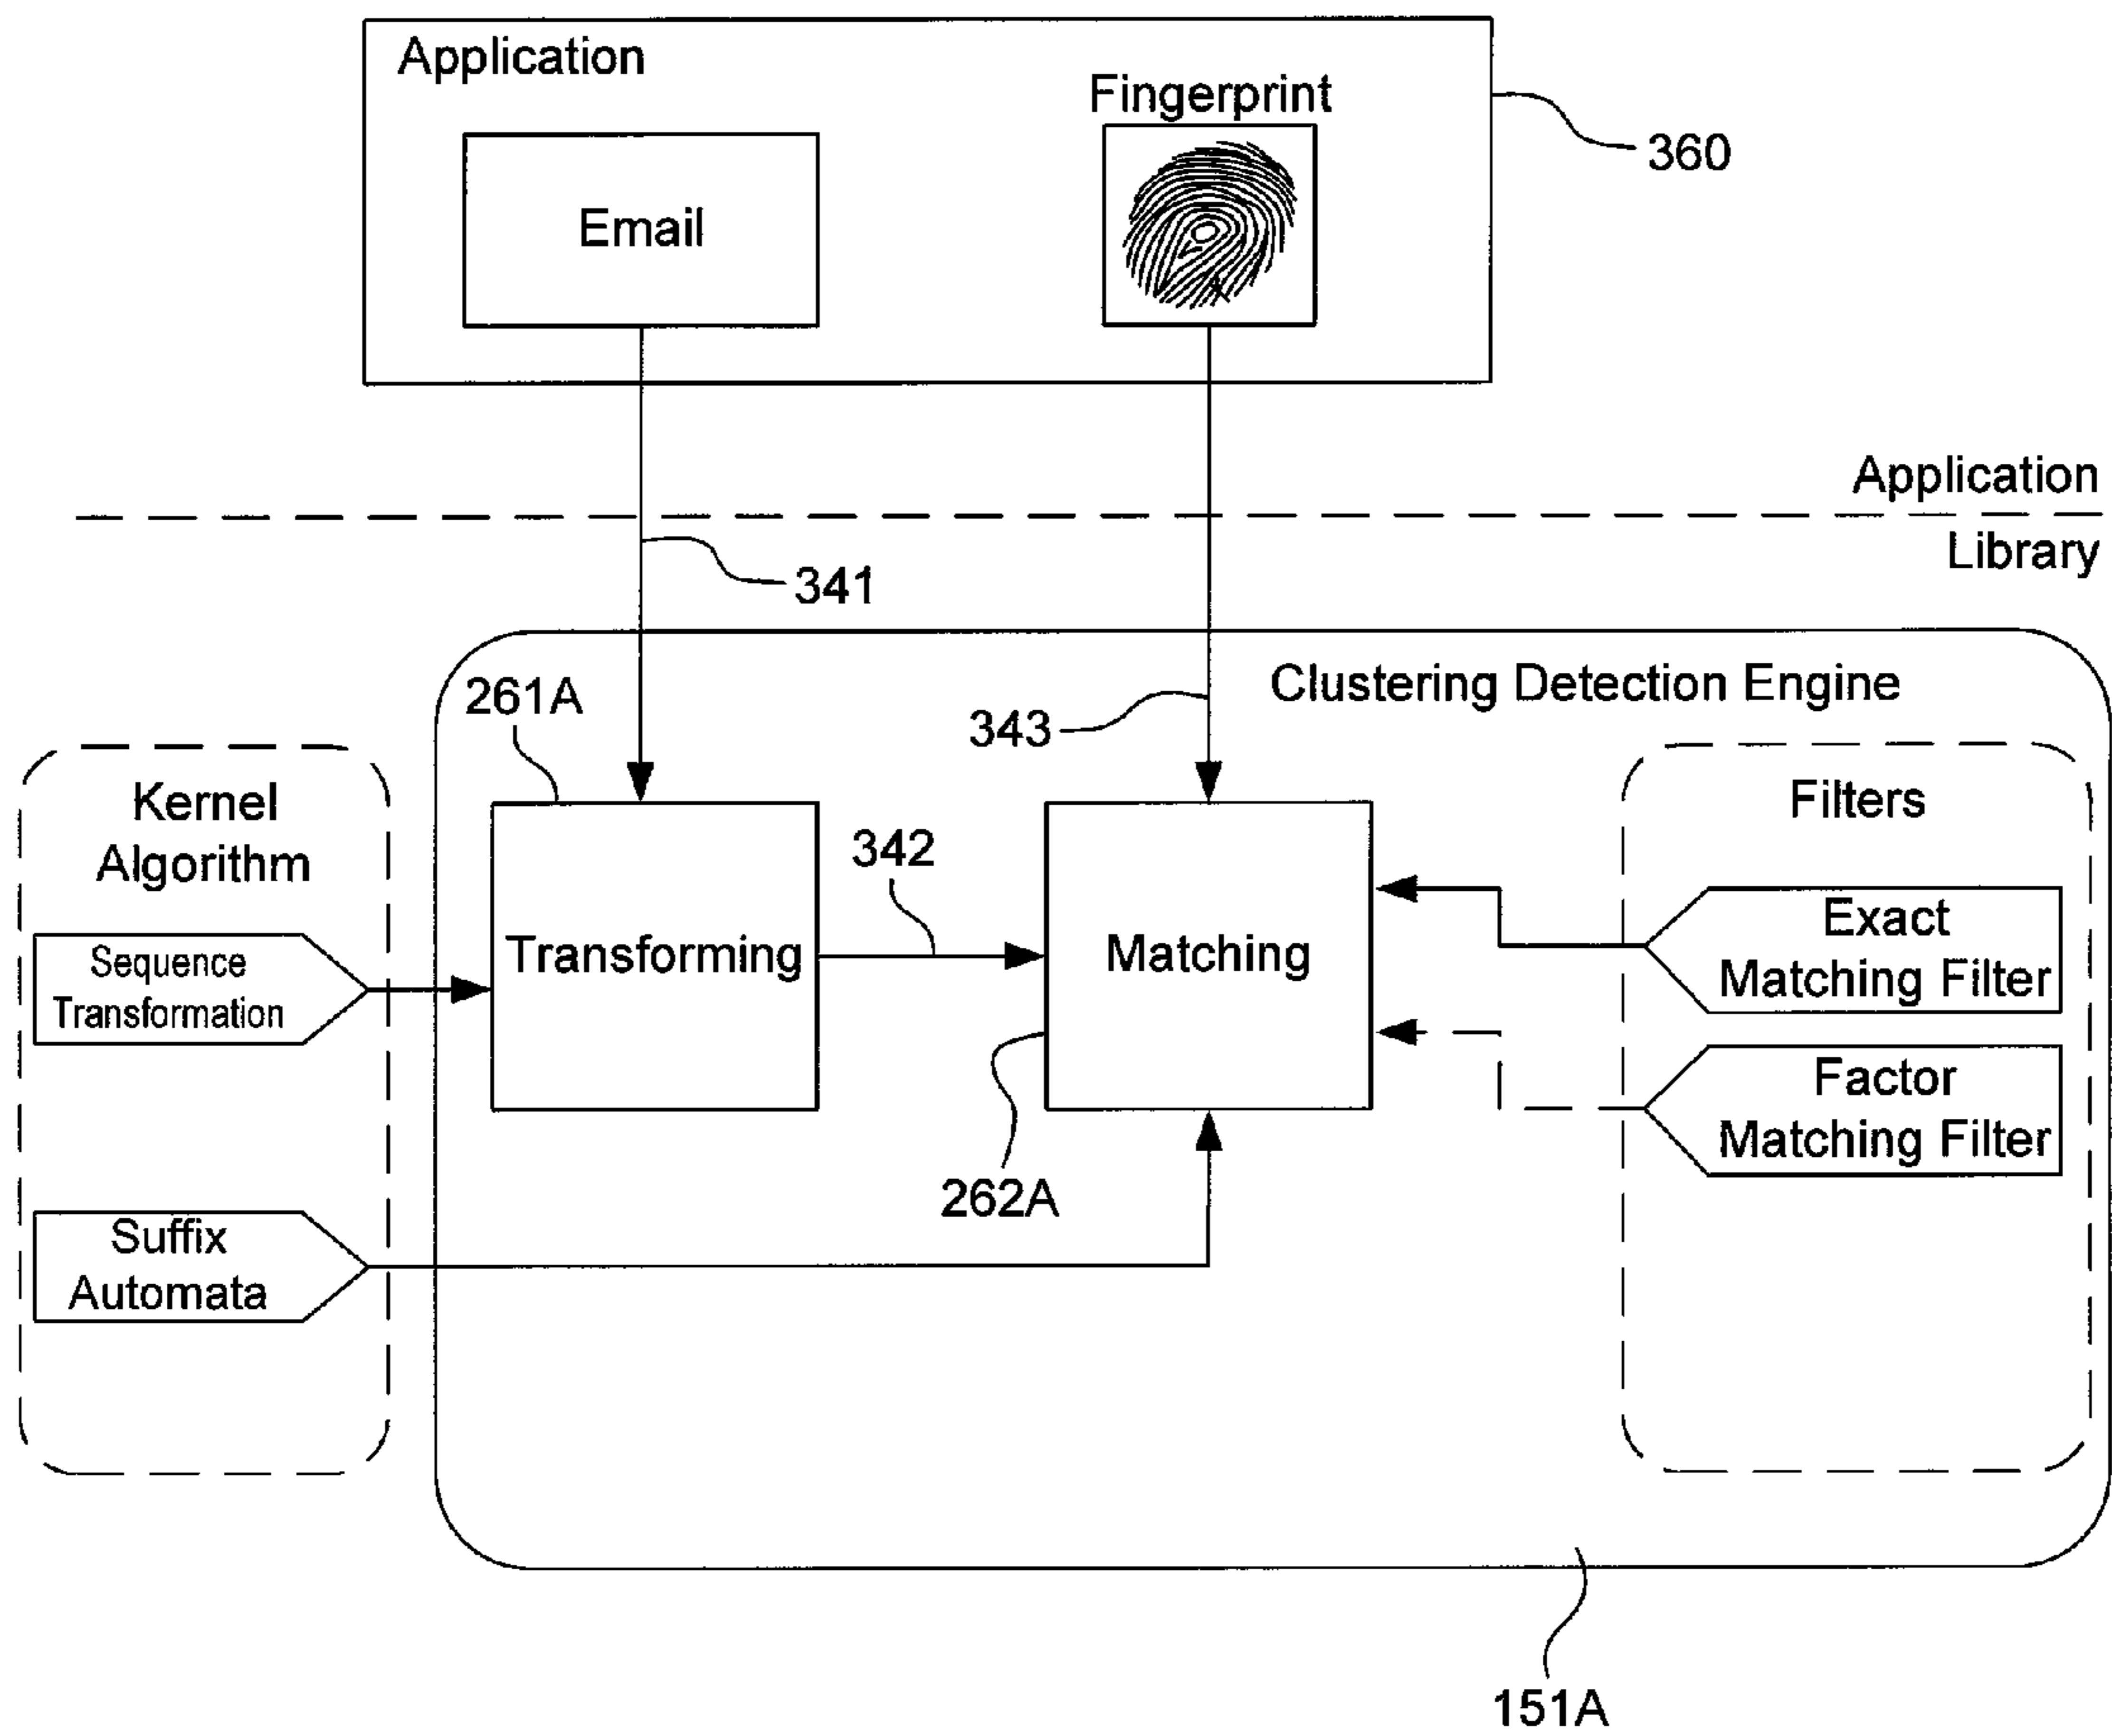 Application
Fingerprint
Email
360
Application
Library
341
Clustering Detection Engine
261A
343
Kernel
Algorithm
Filters
342
Sequence
Transformation
Transforming
Matching
Exact
Matching Filter
Factor
Matching Filter
262A
Suffix
Automata
151A